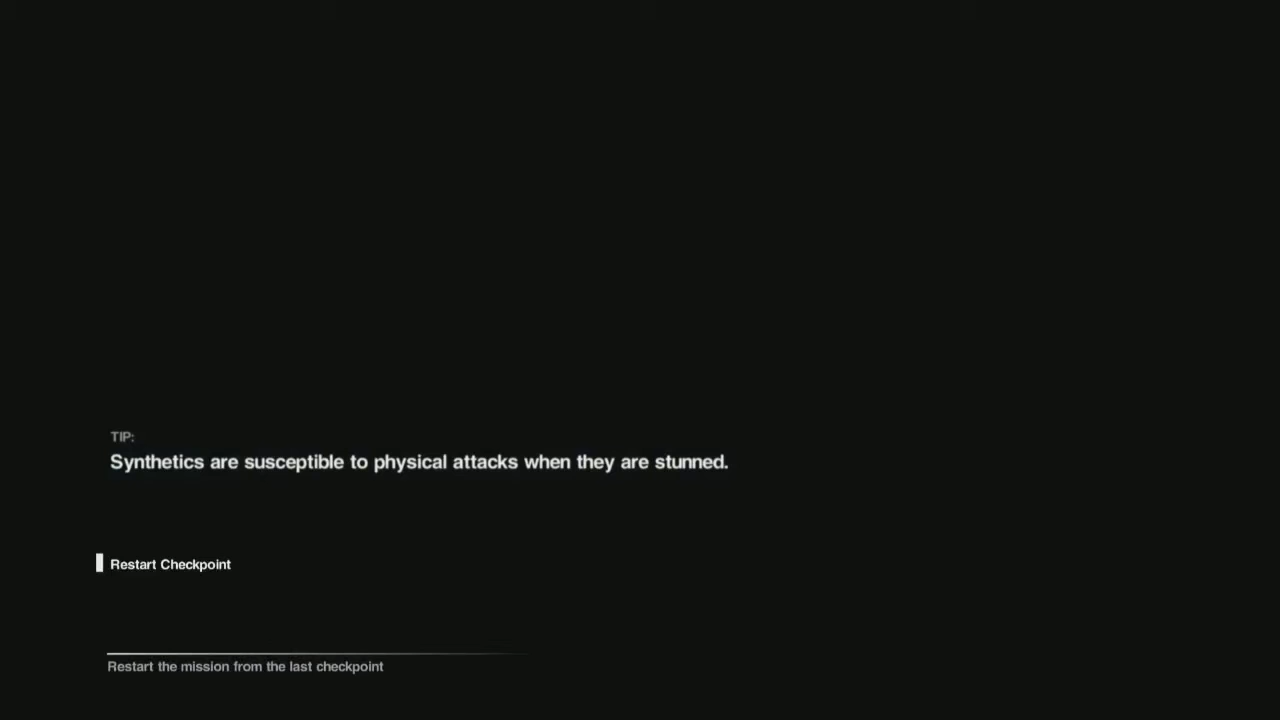 TIP:
Synthetics are susceptible to physical attacks when they are stunned.
Restart Checkpoint
Restart the mission from the last checkpoint